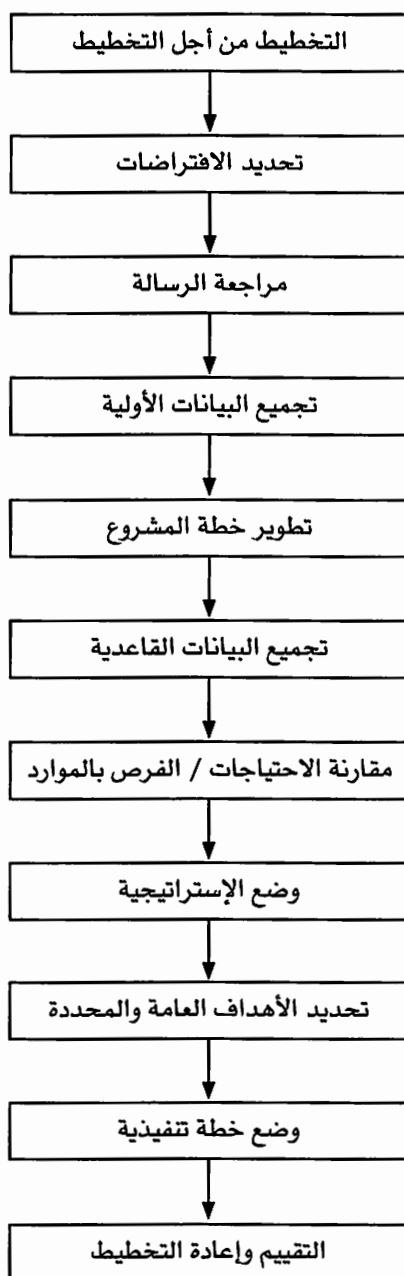 التخطيط من أجل التخطيط
تحديد الافتراضات
مراجعة الرسالة
تجميع البيانات الأولية
تطوير خطة المشروع
تجميع البيانات القاعدية
مقارنة الاحتياجات / الفرص بالموارد
وضع الإستراتيجية
تحديد الأهداف العامة والمحددة
وضع خطة تنفيذية
التقييم وإعادة التخطيط